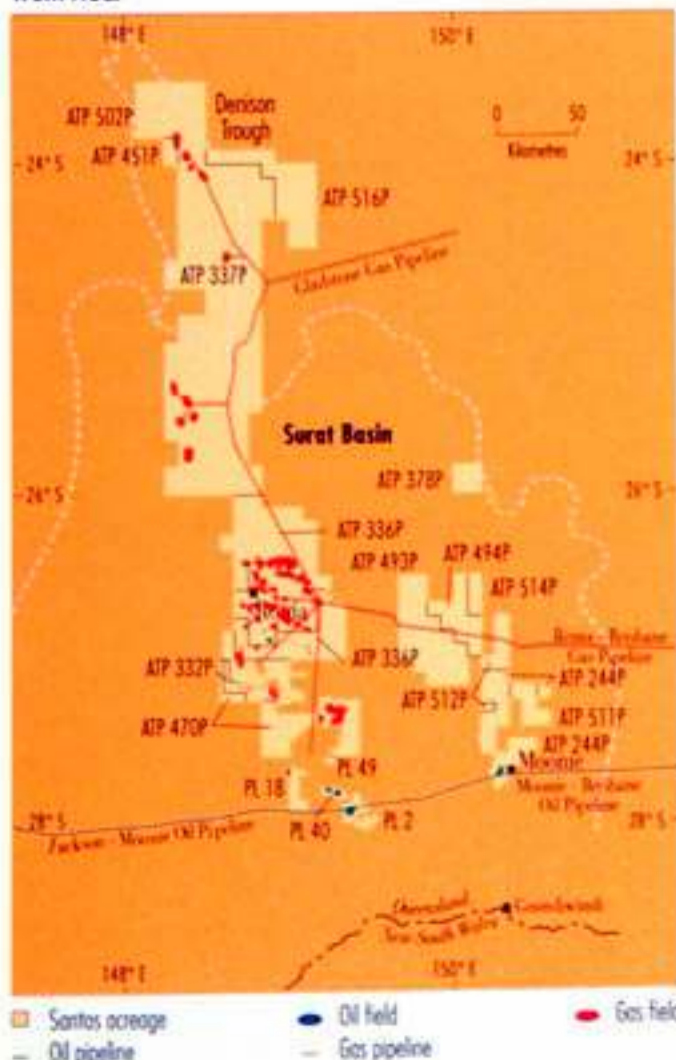 148° E
150° E
ATP 502P
Denison
Trough
0 50
Kilometres
24° S
ATP 451P
24° S
ATP 516P
ATP 337P
Gladstone Gas Pipeline
Surat Basin
ATP 378P
26° S
26° S
ATP 336P
ATP 493P
ATP 494P
ATP 514P
Roma - Brisbane
Gas Pipeline
ATP 332P
ATP 336P
ATP 244P
ATP 512P
ATP 511P
ATP 470P
ATP 244P
PL 49
Moonie
PL 18
Moonie - Brisbane
Oil Pipeline
PL 40
PL 2
28° S
28° S
Jackson - Moonie Oil Pipeline
Queensland
Goondiwindi
New South Wales
148° E
150° E
Santos acreage
Oil field
Gas field
Oil pipeline
Gas pipeline